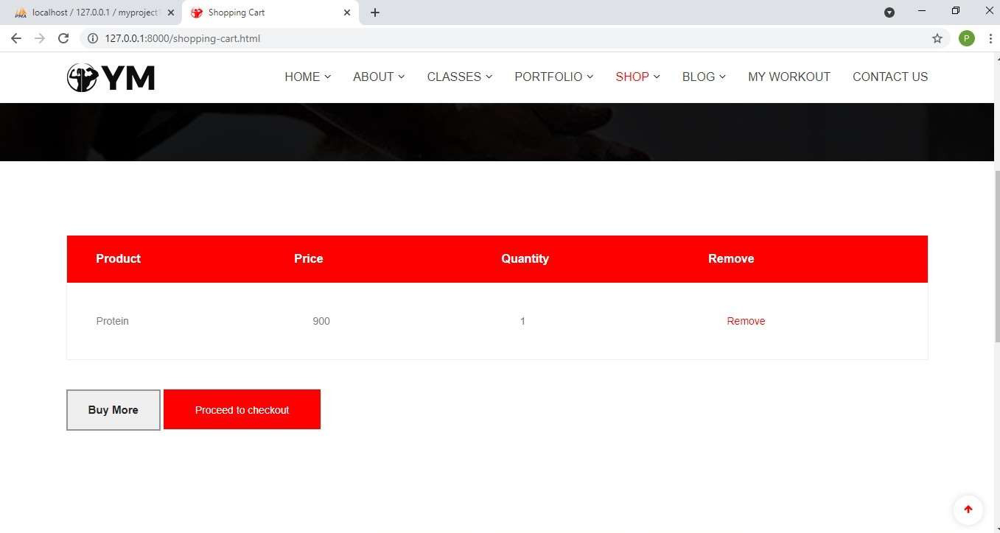 localhost / 127.0.0.1 / myproject1
Shopping Cart
127.0.0.1:8000/shopping-cart.html
P
YM
HOME ABOUT CLASSES PORTFOLIO SHOP BLOG MY WORKOUT CONTACT US
Product Price Quantity Remove
Protein 900 1 Remove
Buy More Proceed to checkout